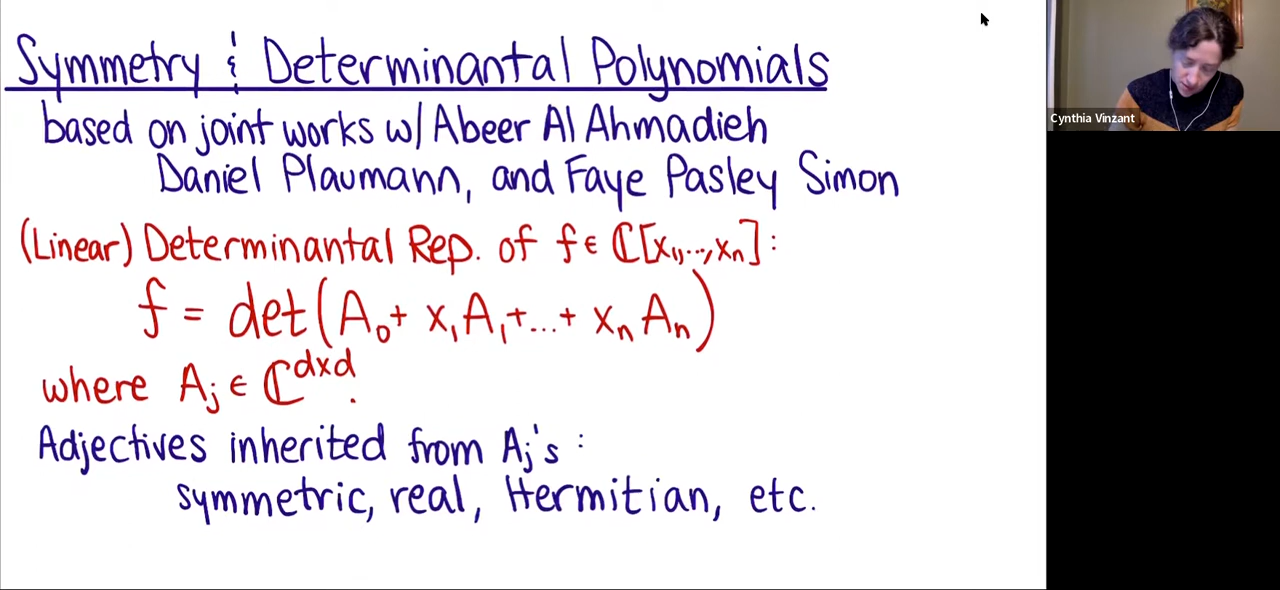 Symmetry & Determinantal Polynomials
based on joint works w/ Abeer Al Ahmadieh
Daniel Plaumann, and Faye Pasley Simon
(Linear) Determinantal Rep. of f ∈ ℂ[x₁,...,xₙ]:
f = det(A₀ + x₁A₁ + ... + xₙAₙ)
where Aⱼ ∈ ℂ^{d×d}.
Adjectives inherited from Aⱼ's:
symmetric, real, Hermitian, etc.
Cynthia Vinzant